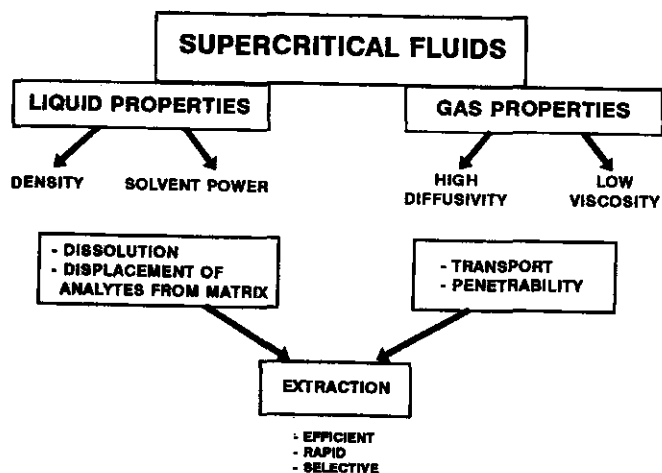 SUPERCRITICAL FLUIDS
LIQUID PROPERTIES
GAS PROPERTIES
DENSITY
SOLVENT POWER
HIGH
DIFFUSIVITY
LOW
VISCOSITY
- DISSOLUTION
- DISPLACEMENT OF
ANALYTES FROM MATRIX
- TRANSPORT
- PENETRABILITY
EXTRACTION
- EFFICIENT
- RAPID
- SELECTIVE